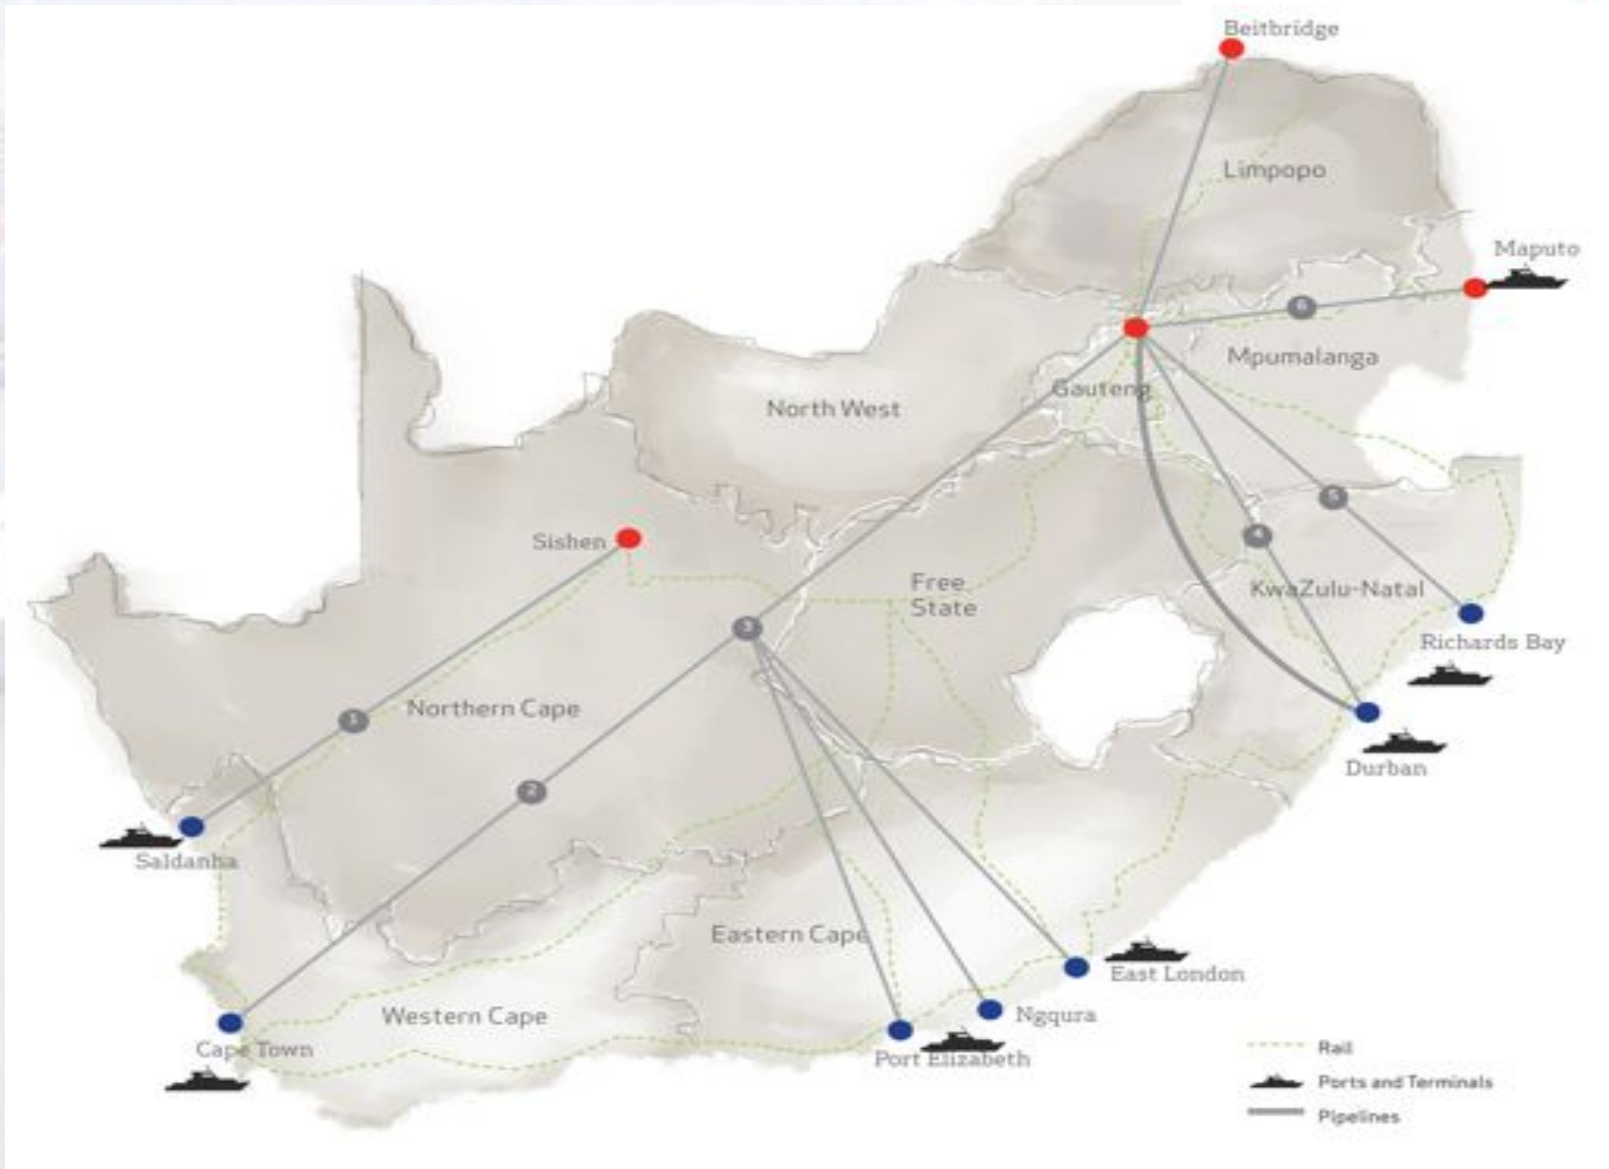 Beitbridge
Limpopo
Maputo
6
Mpumalanga
Gauteng
North West
5
4
Sishen
Free
State
KwaZulu-Natal
3
Richards Bay
1
Northern Cape
Durban
2
Saldanha
Eastern Cape
East London
Western Cape
Ngqura
Cape Town
Port Elizabeth
Rail
Ports and Terminals
Pipelines